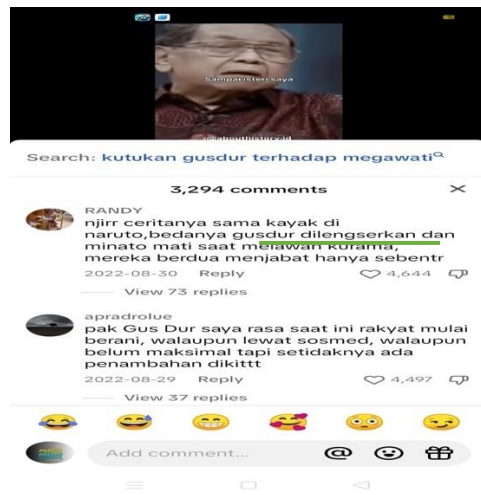 Sampai isteri saya
@abouthistory.id
Search: kutukan gusdur terhadap megawati
3,294 comments
RANDY
njirr ceritanya sama kayak di
naruto,bedanya gusdur dilengserkan dan
minato mati saat melawan kurama,
mereka berdua menjabat hanya sebentr
2022-08-30 Reply 4,644
View 73 replies
apradrolue
pak Gus Dur saya rasa saat ini rakyat mulai
berani, walaupun lewat sosmed, walaupun
belum maksimal tapi setidaknya ada
penambahan dikittt
2022-08-29 Reply 4,497
View 37 replies
Add comment...